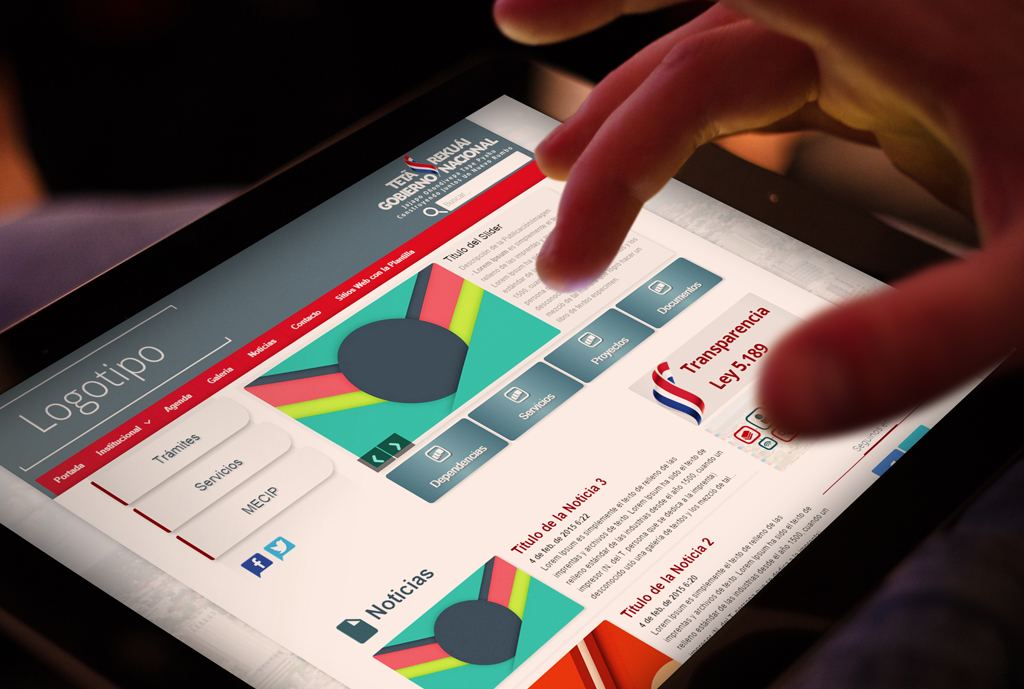 TETÃ REKUÁI
GOBIERNO NACIONAL
Jajapo Ñondivepa Tape Pyahu
Construyendo Juntos Un Nuevo Rumbo
Logotipo
Portada Institucional Agenda Galería Noticias Contacto Sitios Web con la Plantilla
Trámites
Servicios
MECIP
Título del Slider
Dependencias
Servicios
Proyectos
Documentos
Transparencia
Ley 5.189
Noticias
Título de la Noticia 3
4 de feb. de 2015 6:22
Lorem Ipsum es simplemente el texto de relleno de las
imprentas y archivos de texto. Lorem Ipsum ha sido el texto de
relleno estándar de las industrias desde el año 1500, cuando un
impresor (N. del T. persona que se dedica a la imprenta)
desconocido usó una galería de textos y los mezcló de tal
Título de la Noticia 2
4 de feb. de 2015 6:20
Lorem Ipsum es simplemente el texto de relleno de las
imprentas y archivos de texto. Lorem Ipsum ha sido el texto de
relleno estándar de las industrias desde el año 1500, cuando un